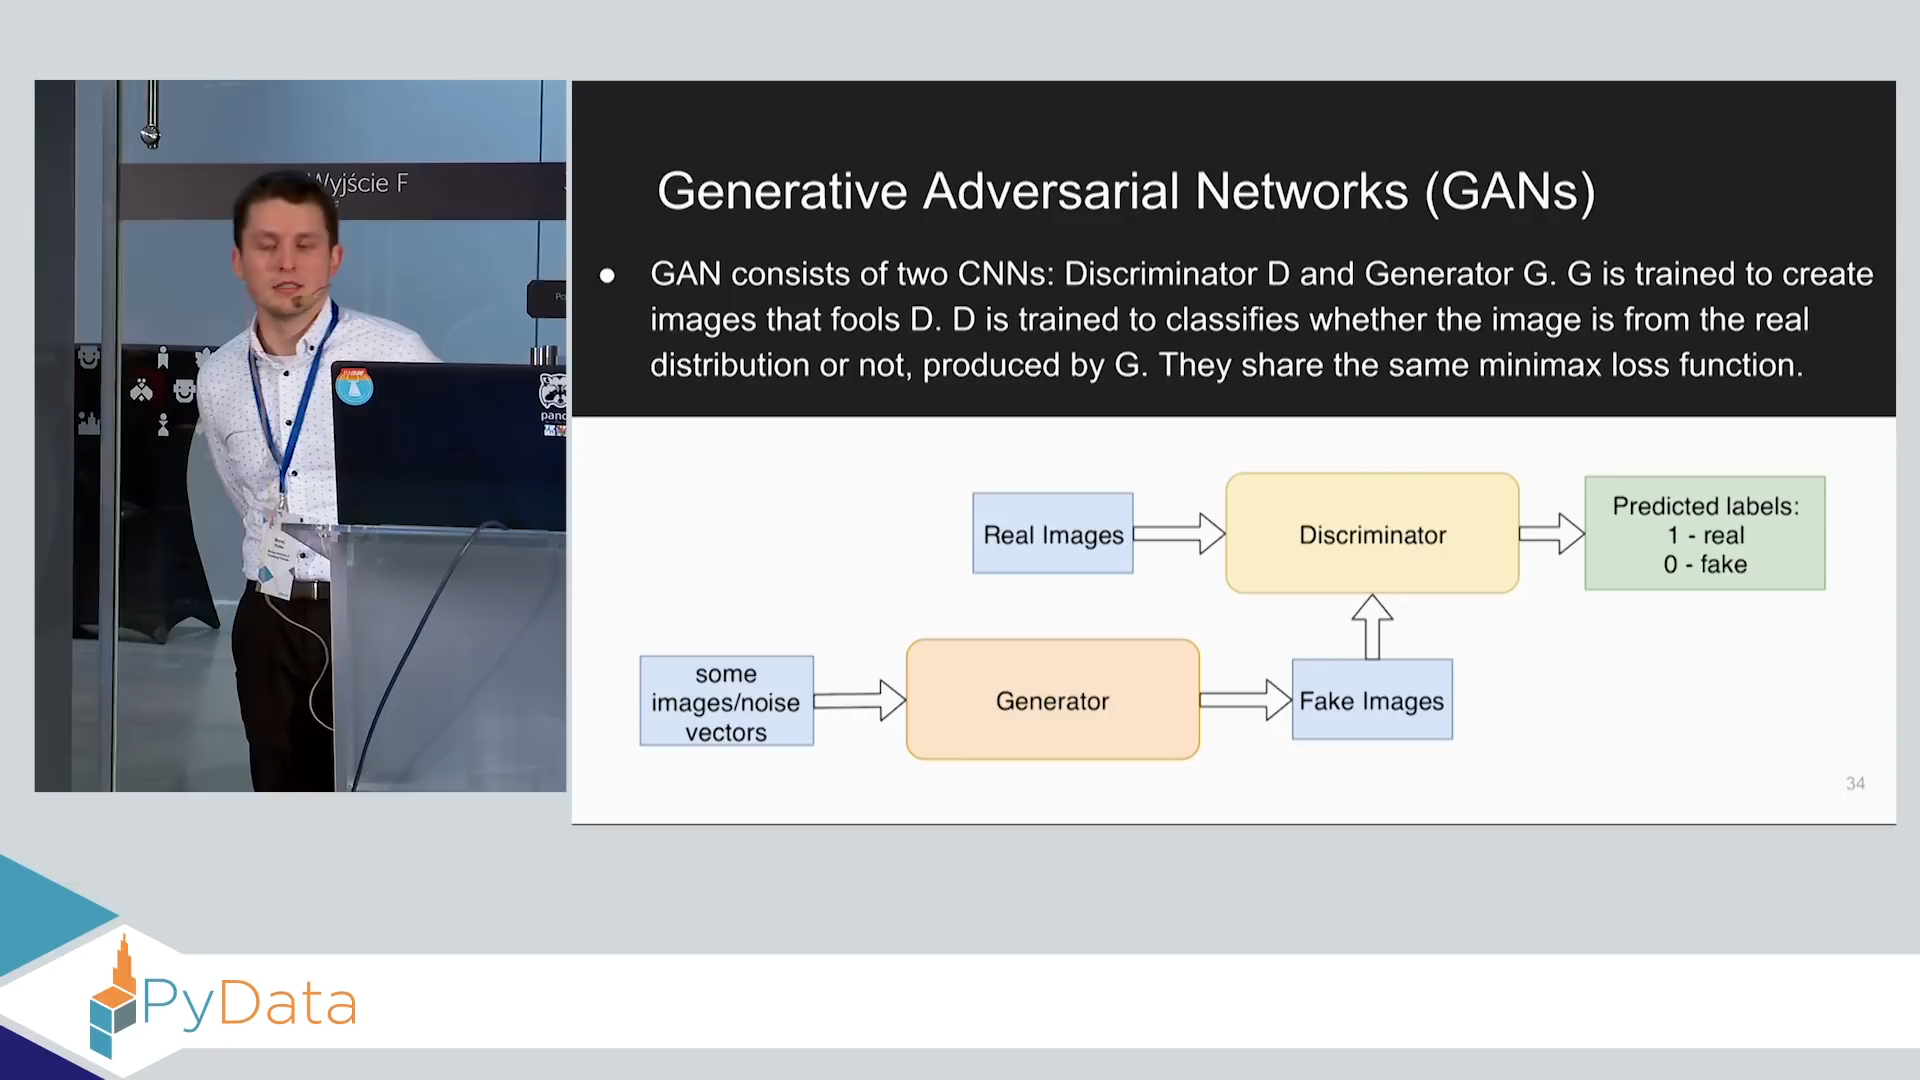 Wyjście F
Generative Adversarial Networks (GANs)
● GAN consists of two CNNs: Discriminator D and Generator G. G is trained to create
images that fools D. D is trained to classifies whether the image is from the real
distribution or not, produced by G. They share the same minimax loss function.
Real Images
Discriminator
Predicted labels:
1 - real
0 - fake
some
images/noise
vectors
Generator
Fake Images
34
PyData